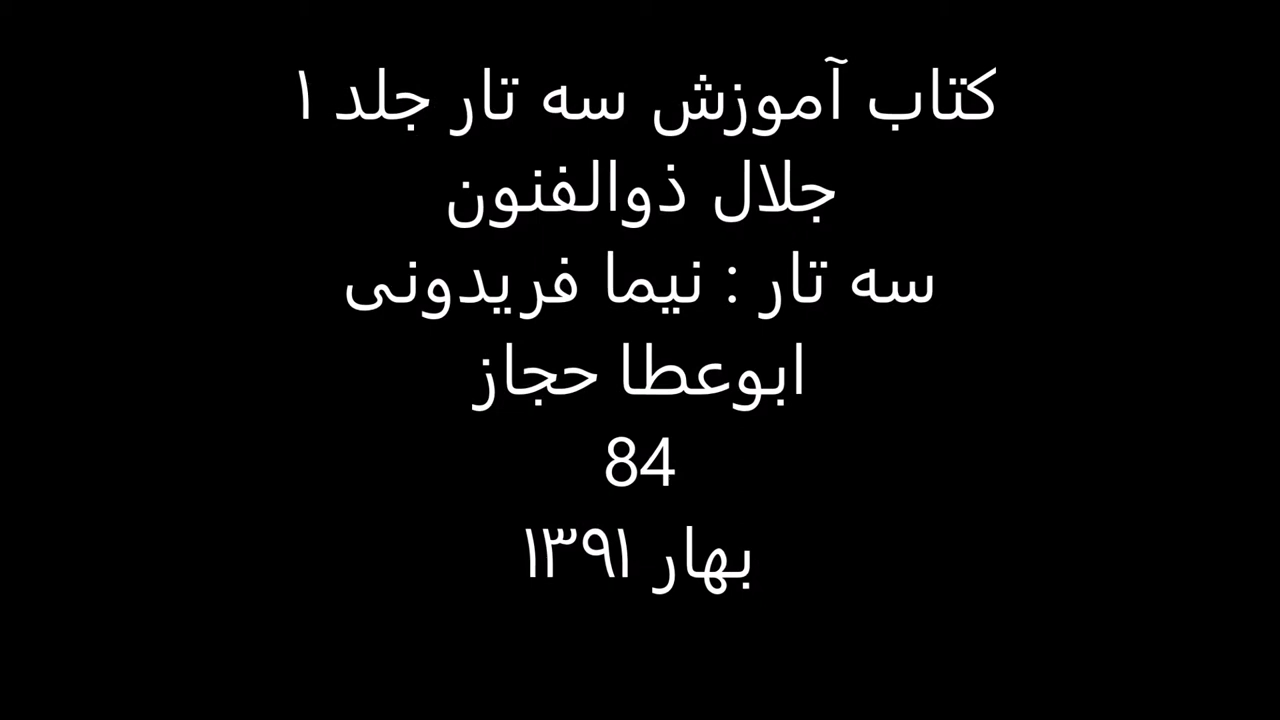 کتاب آموزش سه تار جلد ۱
جلال ذوالفنون
سه تار : نیما فریدونی
ابوعطا حجاز
84
بهار ۱۳۹۱